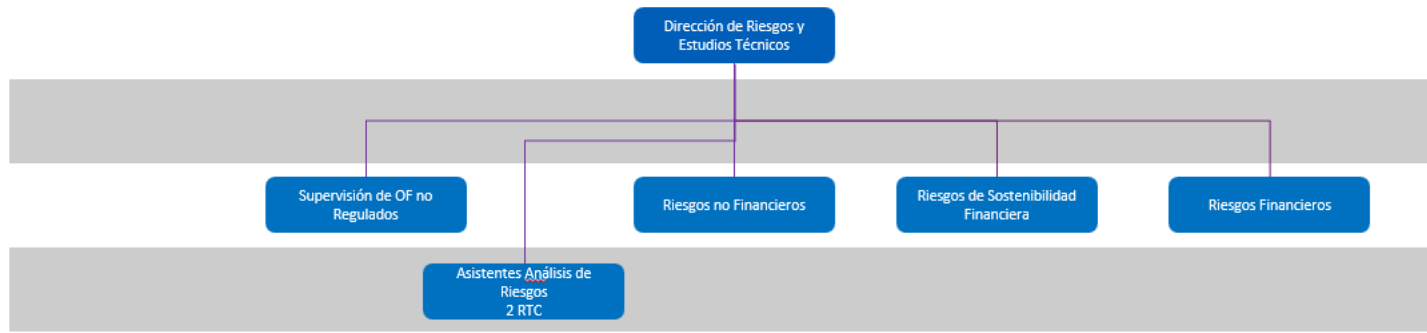 Dirección de Riesgos y
Estudios Técnicos
Supervisión de OF no
Regulados
Riesgos no Financieros
Riesgos de Sostenibilidad
Financiera
Riesgos Financieros
Asistentes Análisis de
Riesgos
2 RTC